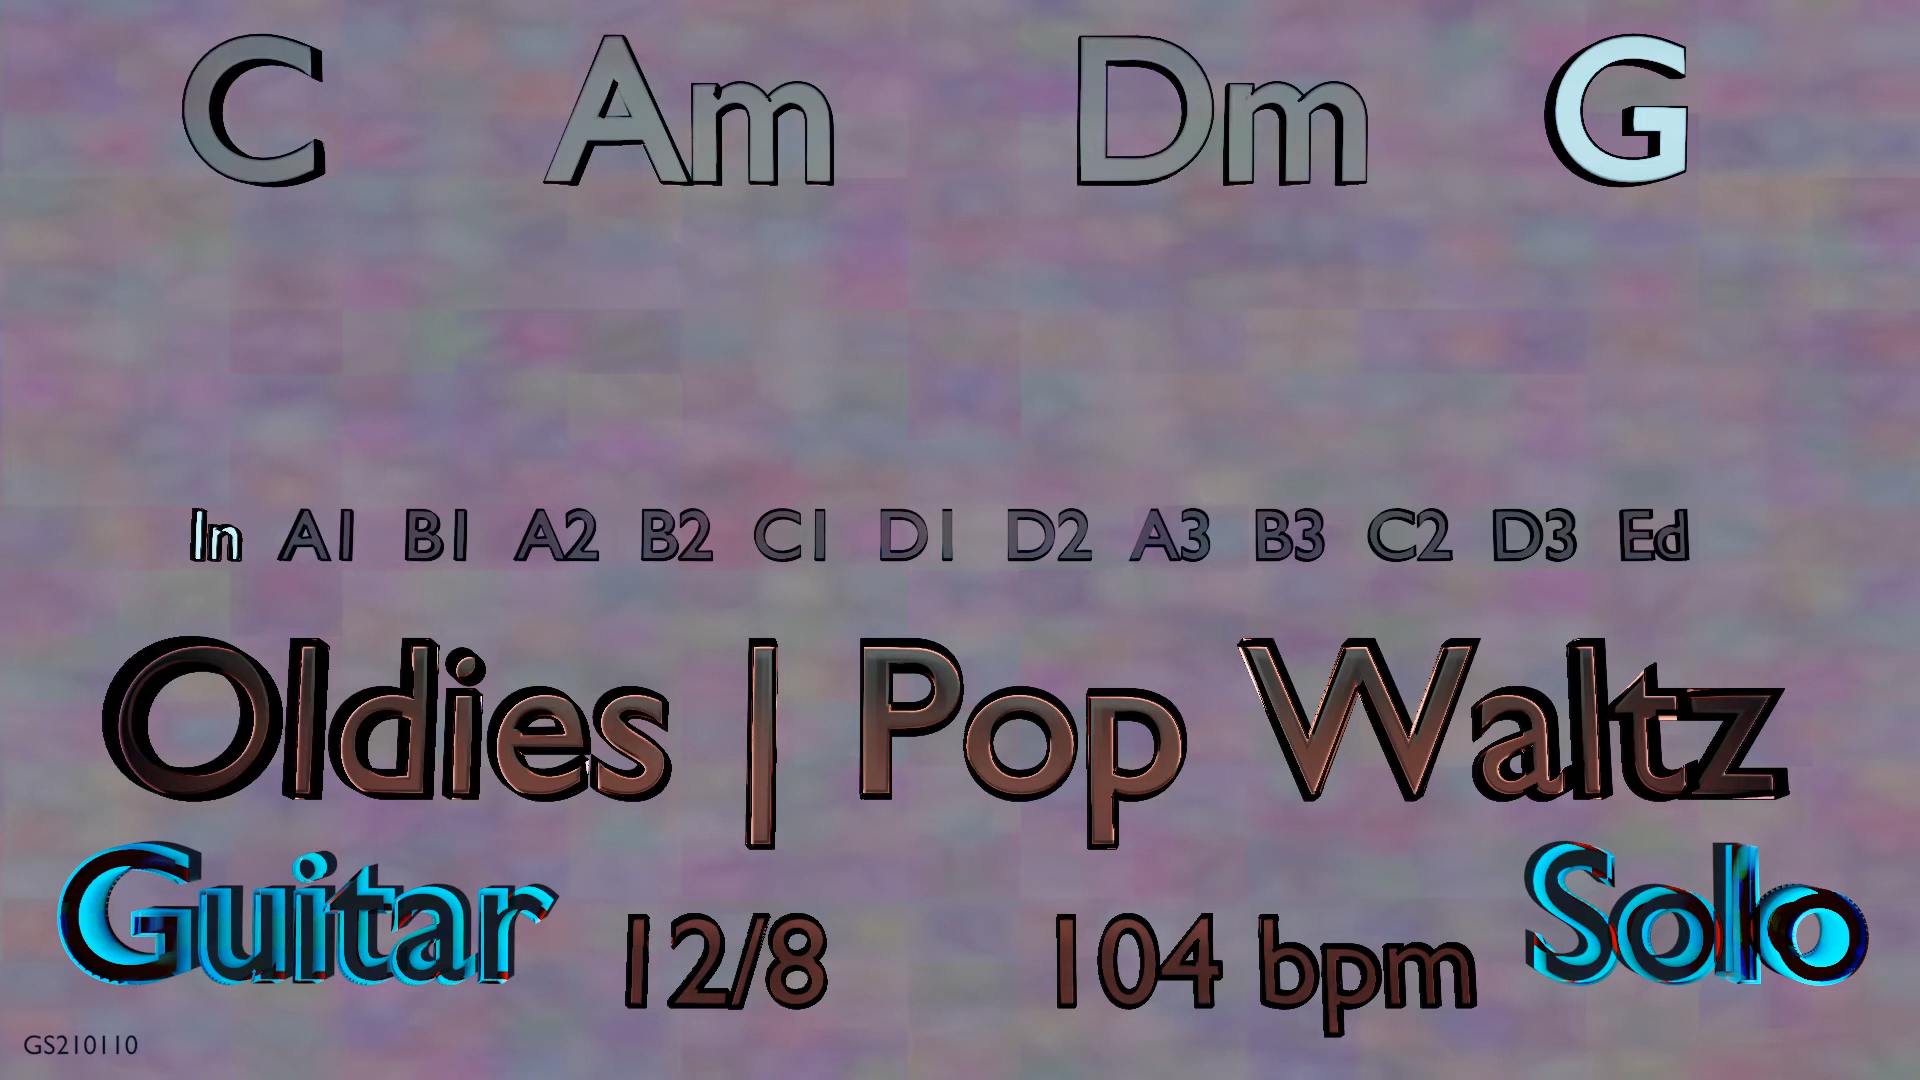 C Am Dm G
In A1 B1 A2 B2 C1 D1 D2 A3 B3 C2 D3 Ed
Oldies | Pop Waltz
Guitar 12/8 104 bpm Solo
GS210110